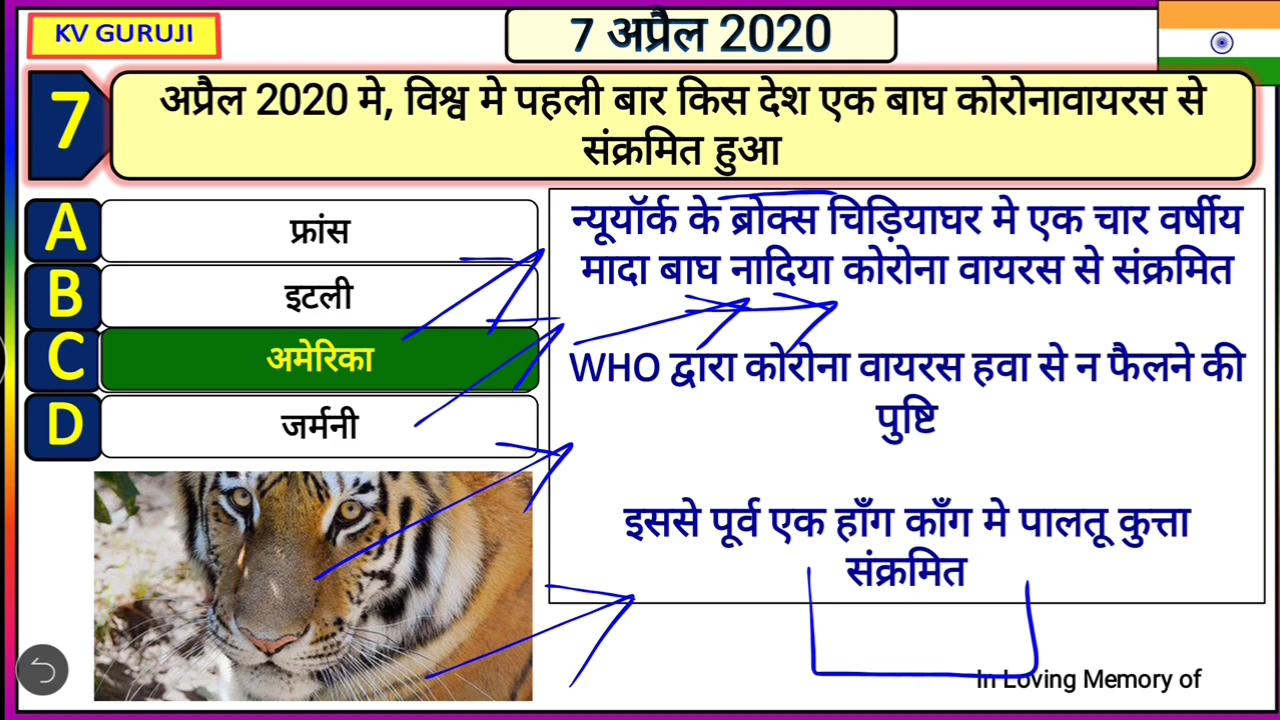 KV GURUJI
7 अप्रैल 2020
7
अप्रैल 2020 मे, विश्व मे पहली बार किस देश एक बाघ कोरोनावायरस से
संक्रमित हुआ
A
फ्रांस
B
इटली
C
अमेरिका
D
जर्मनी
न्यूयॉर्क के ब्रोक्स चिड़ियाघर मे एक चार वर्षीय
मादा बाघ नादिया कोरोना वायरस से संक्रमित
WHO द्वारा कोरोना वायरस हवा से न फैलने की
पुष्टि
इससे पूर्व एक हाँग काँग मे पालतू कुत्ता
संक्रमित
In Loving Memory of